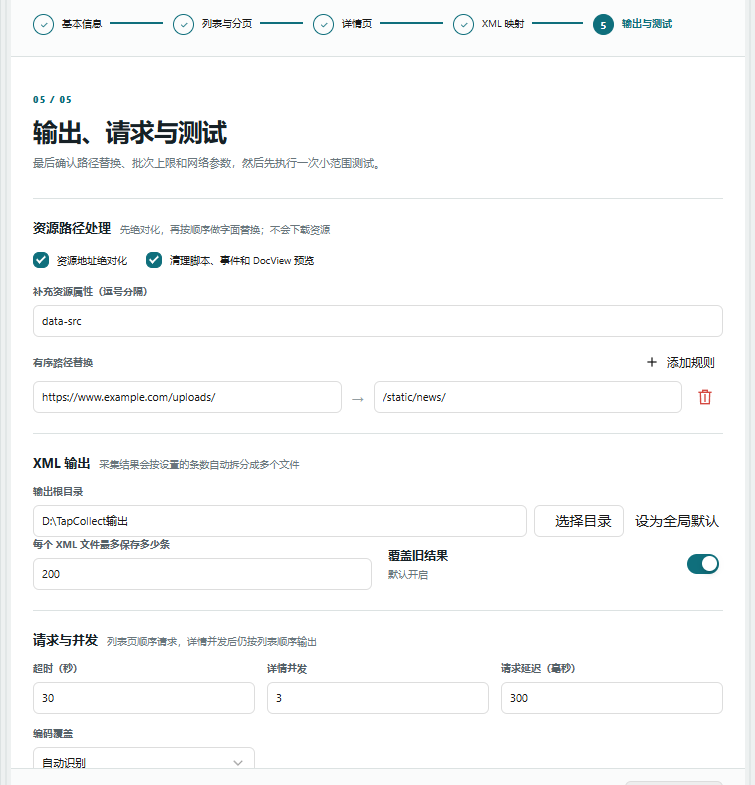 基本信息 列表与分页 详情页 XML 映射 5 输出与测试
05 / 05
输出、请求与测试
最后确认路径替换、批次上限和网络参数，然后先执行一次小范围测试。
资源路径处理 先绝对化，再按顺序做字面替换；不会下载资源
资源地址绝对化 清理脚本、事件和 DocView 预览
补充资源属性（逗号分隔）
data-src
有序路径替换 + 添加规则
https://www.example.com/uploads/ → /static/news/
XML 输出 采集结果会按设置的条数自动拆分成多个文件
输出根目录
D:\TapCollect输出 选择目录 设为全局默认
每个 XML 文件最多保存多少条
200
覆盖旧结果
默认开启
请求与并发 列表页顺序请求，详情并发后仍按列表顺序输出
超时（秒） 详情并发 请求延迟（毫秒）
30 3 300
编码覆盖
自动识别